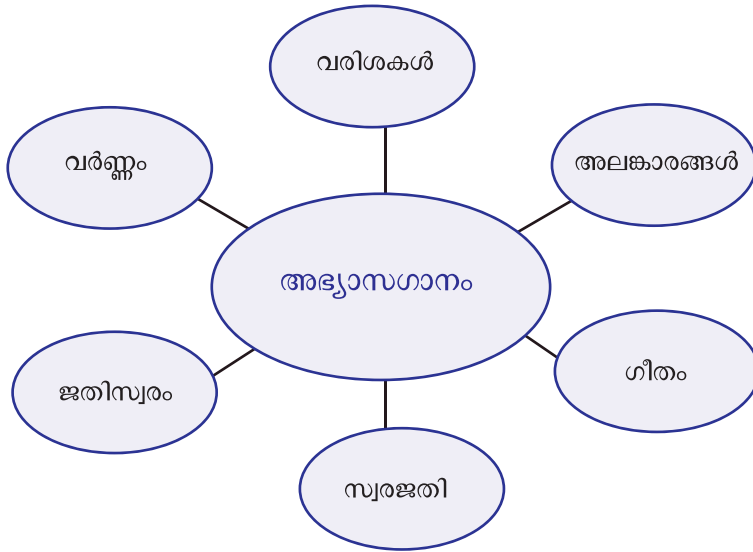 വരിശകൾ
വർണ്ണം
അലങ്കാരങ്ങൾ
അഭ്യാസഗാനം
ജതിസ്വരം
ഗീതം
സ്വരജതി